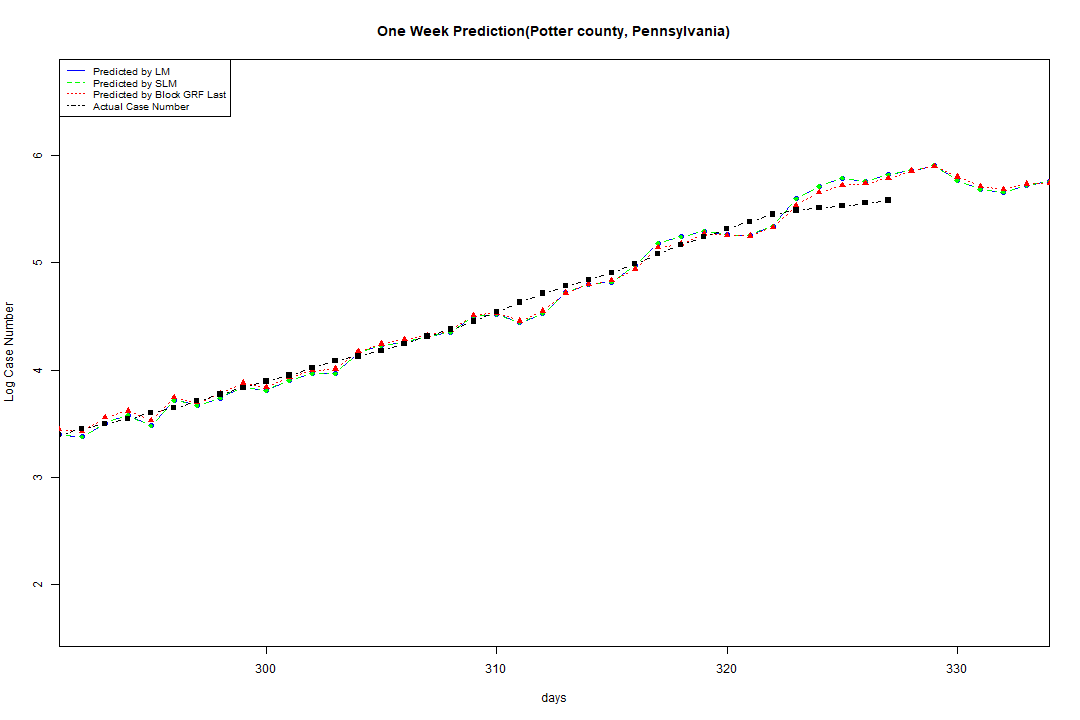 One Week Prediction(Potter county, Pennsylvania)
Predicted by LM
Predicted by SLM
Predicted by Block GRF Last
Actual Case Number
6
5
4
3
2
Log Case Number
300
310
320
330
days